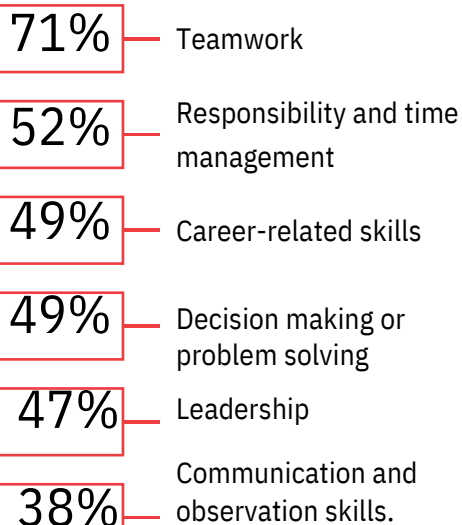 71% Teamwork
52% Responsibility and time
management
49% Career-related skills
49% Decision making or
problem solving
47% Leadership
38% Communication and
observation skills.